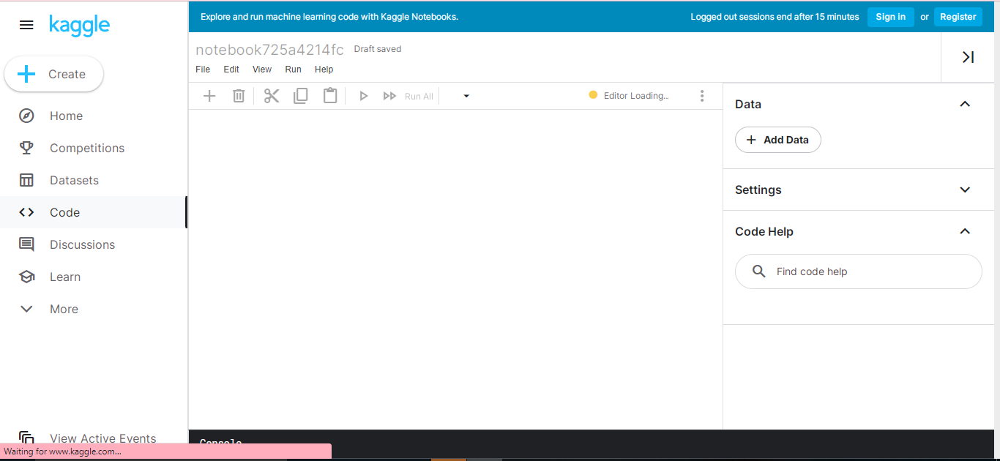 Explore and run machine learning code with Kaggle Notebooks.
Logged out sessions end after 15 minutes
Sign in
or
Register
kaggle
Create
Home
Competitions
Datasets
Code
Discussions
Learn
More
View Active Events
Waiting for www.kaggle.com...
notebook725a4214fc
Draft saved
File Edit View Run Help
Run All
Editor Loading...
Data
Add Data
Settings
Code Help
Find code help
Console